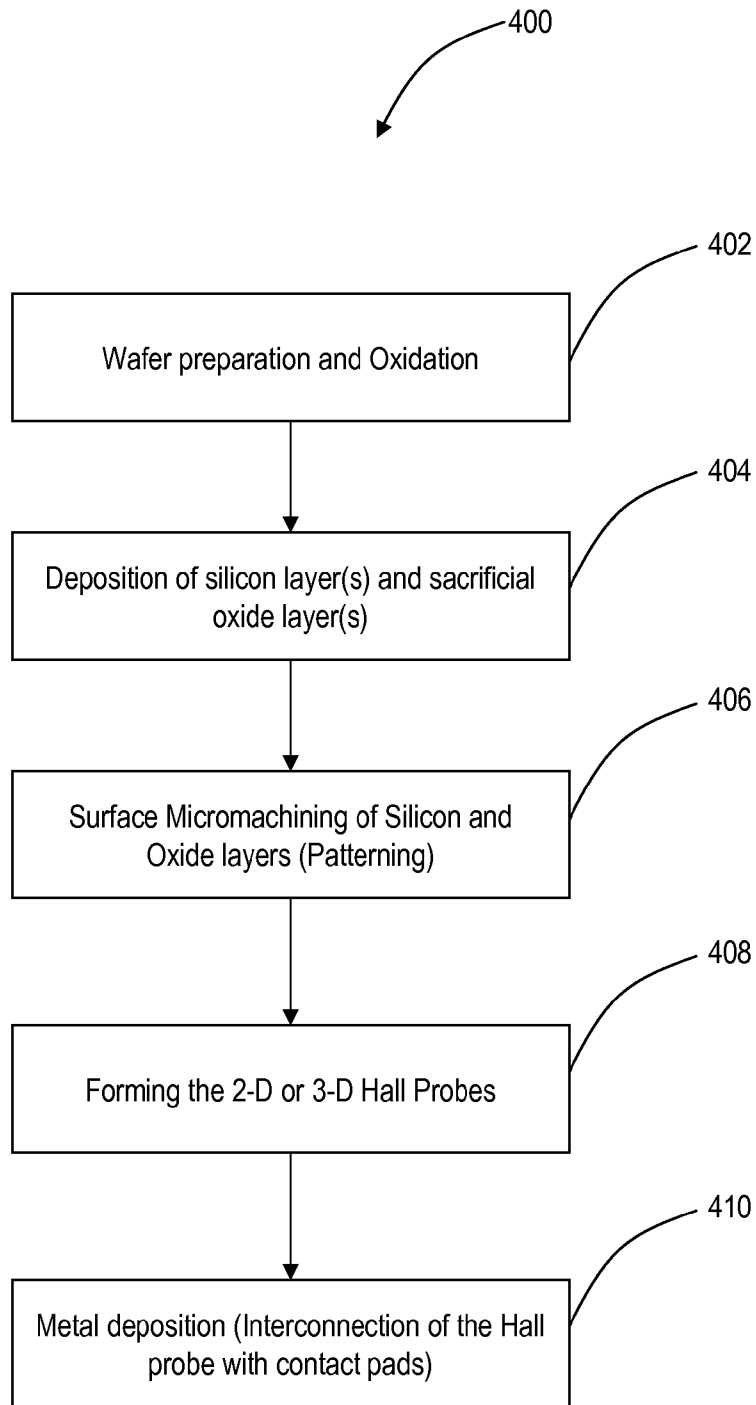 400
402
Wafer preparation and Oxidation
404
Deposition of silicon layer(s) and sacrificial
oxide layer(s)
406
Surface Micromachining of Silicon and
Oxide layers (Patterning)
408
Forming the 2-D or 3-D Hall Probes
410
Metal deposition (Interconnection of the Hall
probe with contact pads)